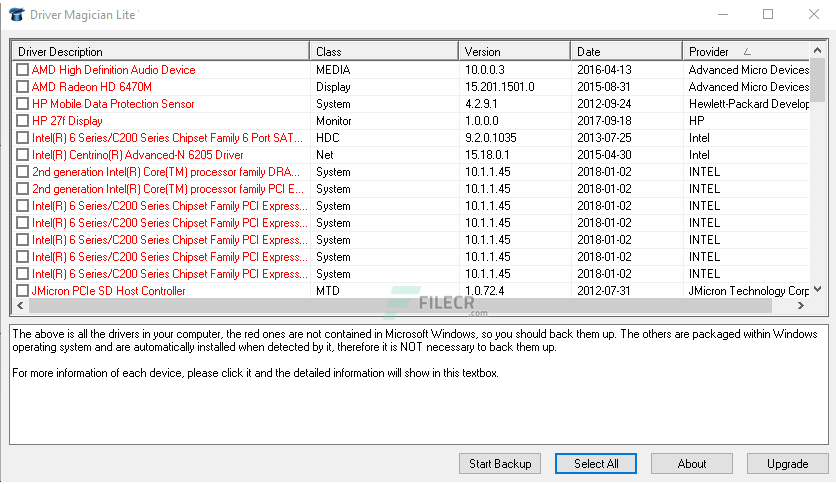 Driver Magician Lite
Driver Description Class Version Date Provider
AMD High Definition Audio Device MEDIA 10.0.0.3 2016-04-13 Advanced Micro Devices
AMD Radeon HD 6470M Display 15.201.1501.0 2015-08-31 Advanced Micro Devices
HP Mobile Data Protection Sensor System 4.2.9.1 2012-09-24 Hewlett-Packard Develop
HP 27f Display Monitor 1.0.0.0 2017-09-18 HP
Intel(R) 6 Series/C200 Series Chipset Family 6 Port SAT... HDC 9.2.0.1035 2013-07-25 Intel
Intel(R) Centrino(R) Advanced-N 6205 Driver Net 15.18.0.1 2015-04-30 Intel
2nd generation Intel(R) Core(TM) processor family DRA... System 10.1.1.45 2018-01-02 INTEL
2nd generation Intel(R) Core(TM) processor family PCI E... System 10.1.1.45 2018-01-02 INTEL
Intel(R) 6 Series/C200 Series Chipset Family PCI Express... System 10.1.1.45 2018-01-02 INTEL
Intel(R) 6 Series/C200 Series Chipset Family PCI Express... System 10.1.1.45 2018-01-02 INTEL
Intel(R) 6 Series/C200 Series Chipset Family PCI Express... System 10.1.1.45 2018-01-02 INTEL
Intel(R) 6 Series/C200 Series Chipset Family PCI Express... System 10.1.1.45 2018-01-02 INTEL
Intel(R) 6 Series/C200 Series Chipset Family PCI Express... System 10.1.1.45 2018-01-02 INTEL
JMicron PCIe SD Host Controller MTD 1.0.72.4 2012-07-31 JMicron Technology Corp
FILECR
.com
The above is all the drivers in your computer, the red ones are not contained in Microsoft Windows, so you should back them up. The others are packaged within Windows
operating system and are automatically installed when detected by it, therefore it is NOT necessary to back them up.
For more information of each device, please click it and the detailed information will show in this textbox.
Start Backup Select All About Upgrade